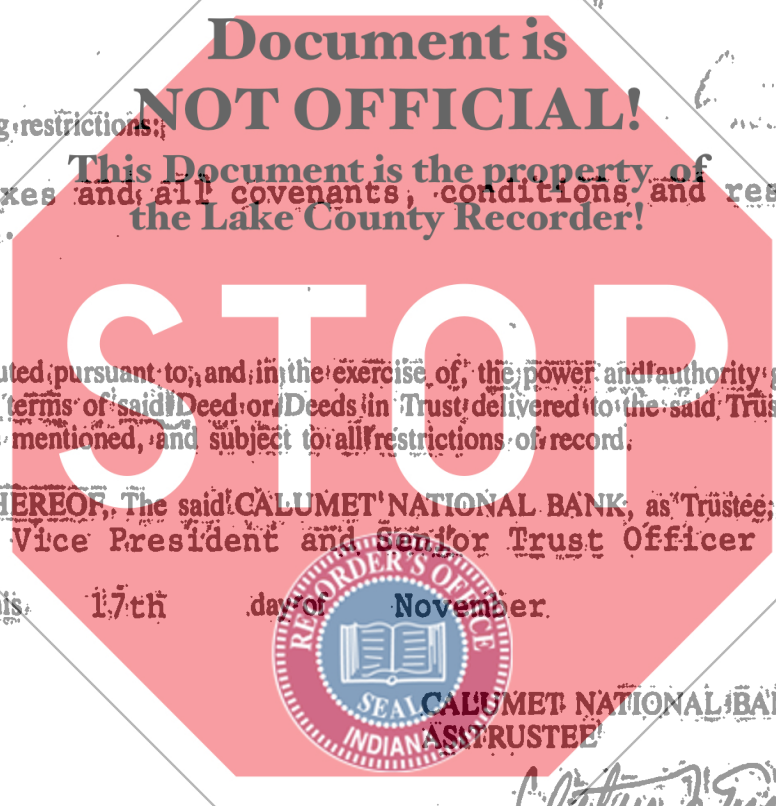 Document is
NOT OFFICIAL!
restrictions:
This Document is the property of
xes and all covenants, conditions and res
the Lake County Recorder!
STOP
uted pursuant to, and in the exercise of, the power and authority
terms of said Deed or Deeds in Trust delivered to the said Trus
mentioned, and subject to all restrictions of record.
HEREOF, The said CALUMET NATIONAL BANK, as Trustee,
Vice President and Senior Trust Officer
is 17th day of November
RECORDER'S OFFICE
SEAL
INDIANA
CALUMET NATIONAL BA
AS TRUSTEE